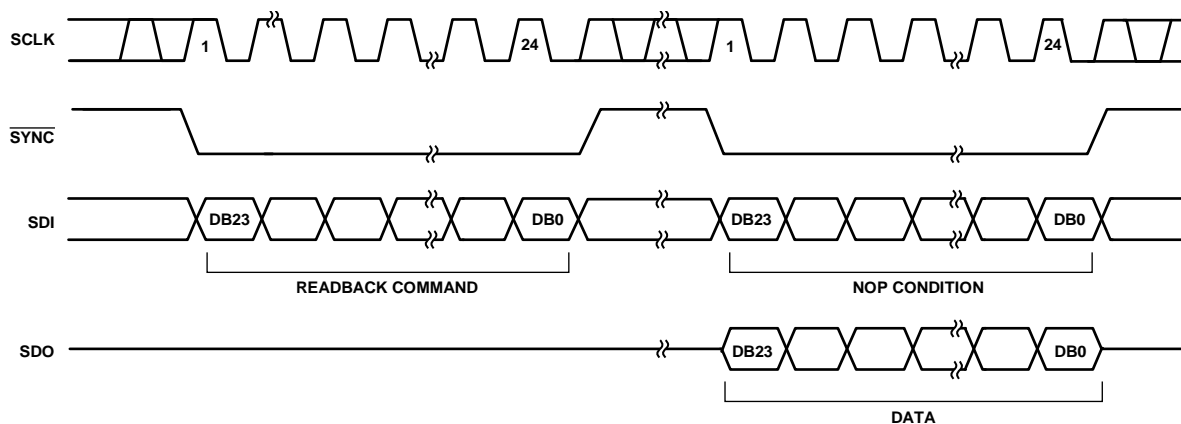 SCLK 1 24 1 24
SYNC
SDI DB23 DB0 DB23 DB0
READBACK COMMAND NOP CONDITION
SDO DB23 DB0
DATA